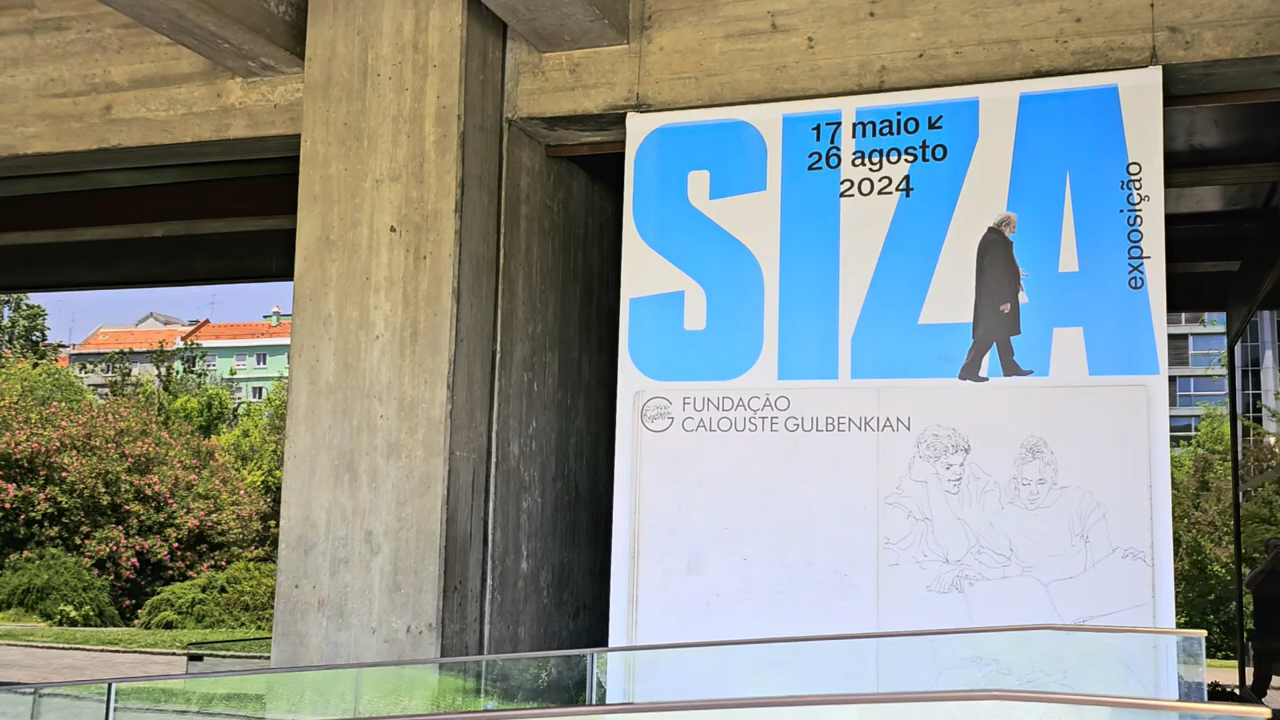 SIZA
17 maio ↙
26 agosto
2024
exposição
FUNDAÇÃO
CALOUSTE GULBENKIAN